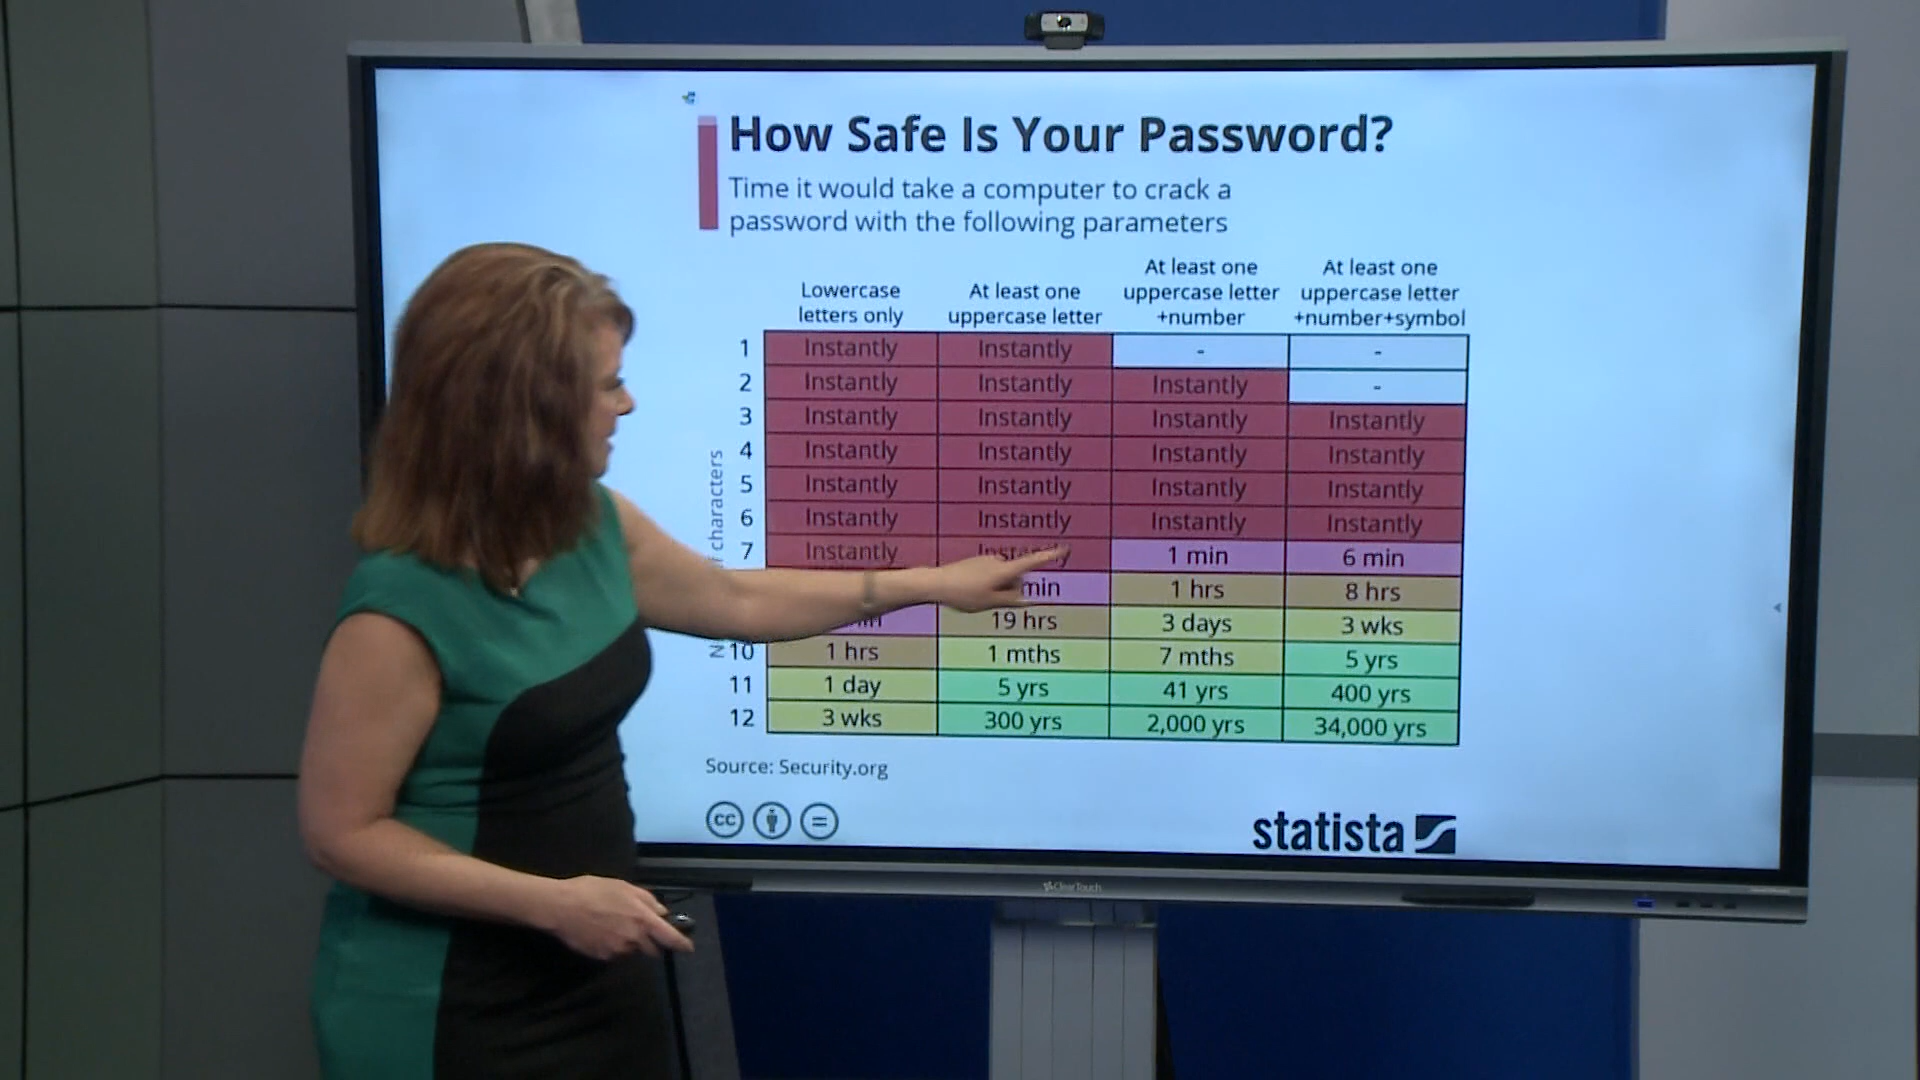 How Safe Is Your Password?
Time it would take a computer to crack a
password with the following parameters
Lowercase letters only
At least one uppercase letter
At least one uppercase letter +number
At least one uppercase letter +number+symbol
characters
1 Instantly Instantly - -
2 Instantly Instantly Instantly -
3 Instantly Instantly Instantly Instantly
4 Instantly Instantly Instantly Instantly
5 Instantly Instantly Instantly Instantly
6 Instantly Instantly Instantly Instantly
7 Instantly Instantly 1 min 6 min
min 1 hrs 8 hrs
19 hrs 3 days 3 wks
10 1 hrs 1 mths 7 mths 5 yrs
11 1 day 5 yrs 41 yrs 400 yrs
12 3 wks 300 yrs 2,000 yrs 34,000 yrs
Source: Security.org
cc =
statista
ClearTouch